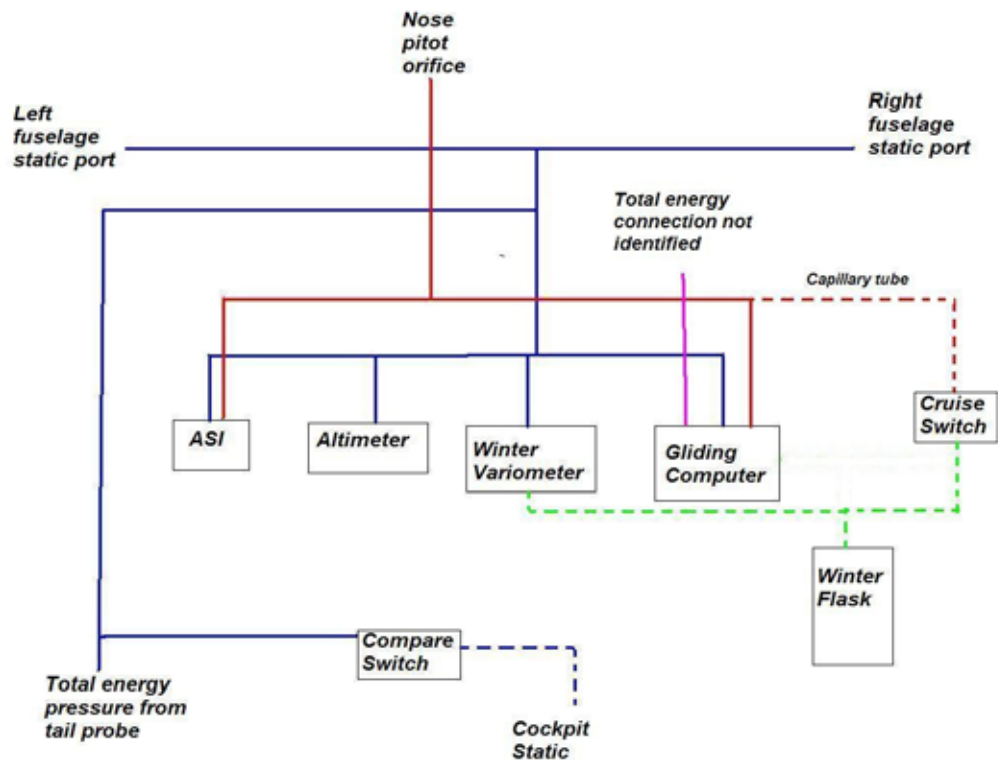 Nose
pitot
orifice
Left
fuselage
static port
Right
fuselage
static port
Total energy
connection not
identified
Capillary tube
ASI
Altimeter
Winter
Variometer
Gliding
Computer
Cruise
Switch
Winter
Flask
Compare
Switch
Total energy
pressure from
tail probe
Cockpit
Static